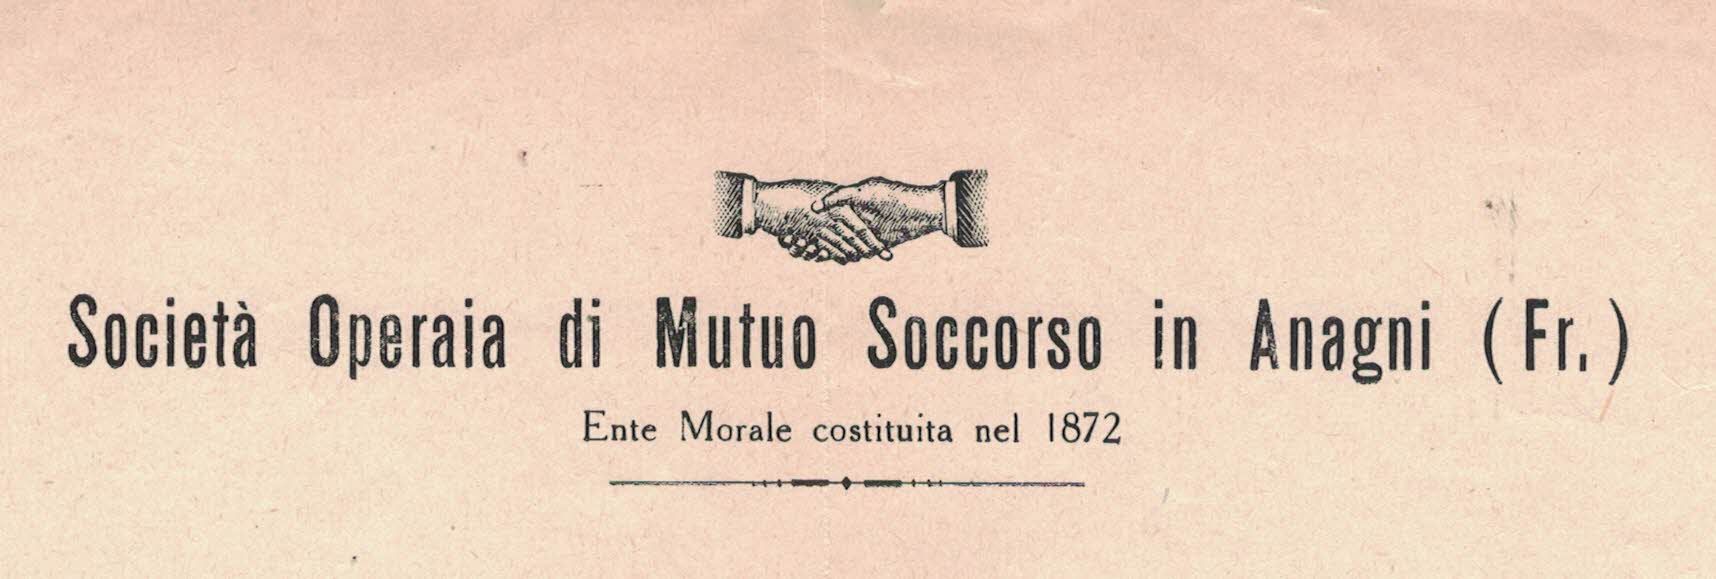 Società Operaia di Mutuo Soccorso in Anagni (Fr.)
Ente Morale costituita nel 1872